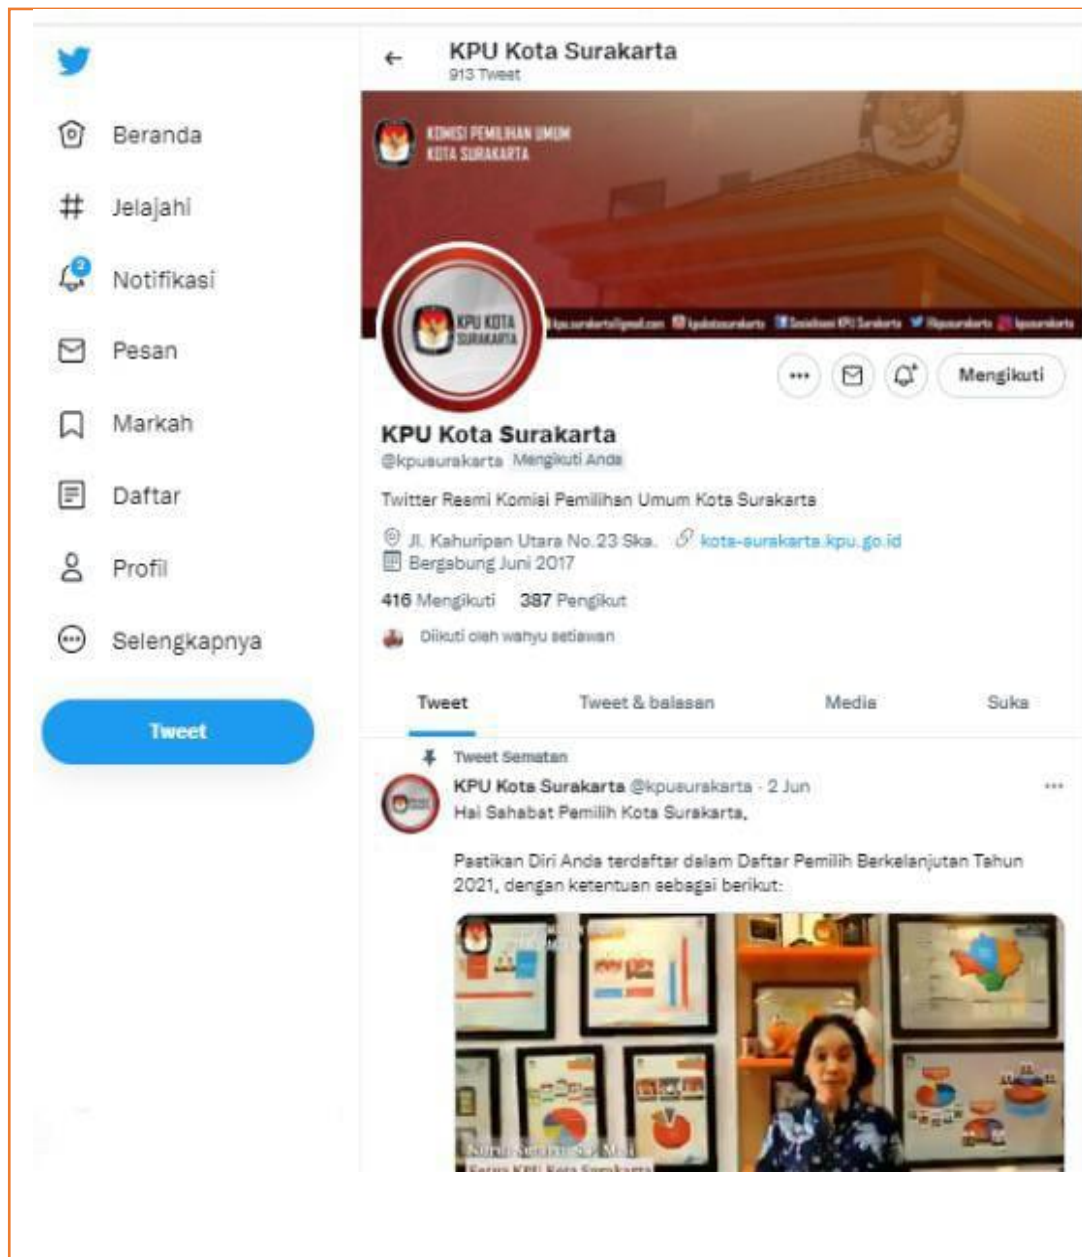 KPU Kota Surakarta
913 Tweet
Beranda
Jelajahi
Notifikasi
2
Pesan
Markah
Daftar
Profil
Selengkapnya
Tweet
KOMISI PEMILIHAN UMUM
KOTA SURAKARTA
KPU KOTA
SURAKARTA
Mengikuti
KPU Kota Surakarta
@kpusurakarta Mengikuti Anda
Twitter Resmi Komisi Pemilihan Umum Kota Surakarta
Jl. Kahuripan Utara No.23 Ska. kota-surakarta.kpu.go.id
Bergabung Juni 2017
416 Mengikuti 387 Pengikut
Diikuti oleh wahyu setiawan
Tweet Tweet & balasan Media Suka
Tweet Sematan
KPU Kota Surakarta @kpusurakarta · 2 Jun
Hai Sahabat Pemilih Kota Surakarta,
Pastikan Diri Anda terdaftar dalam Daftar Pemilih Berkelanjutan Tahun
2021, dengan ketentuan sebagai berikut:
KPU Kota Surakarta